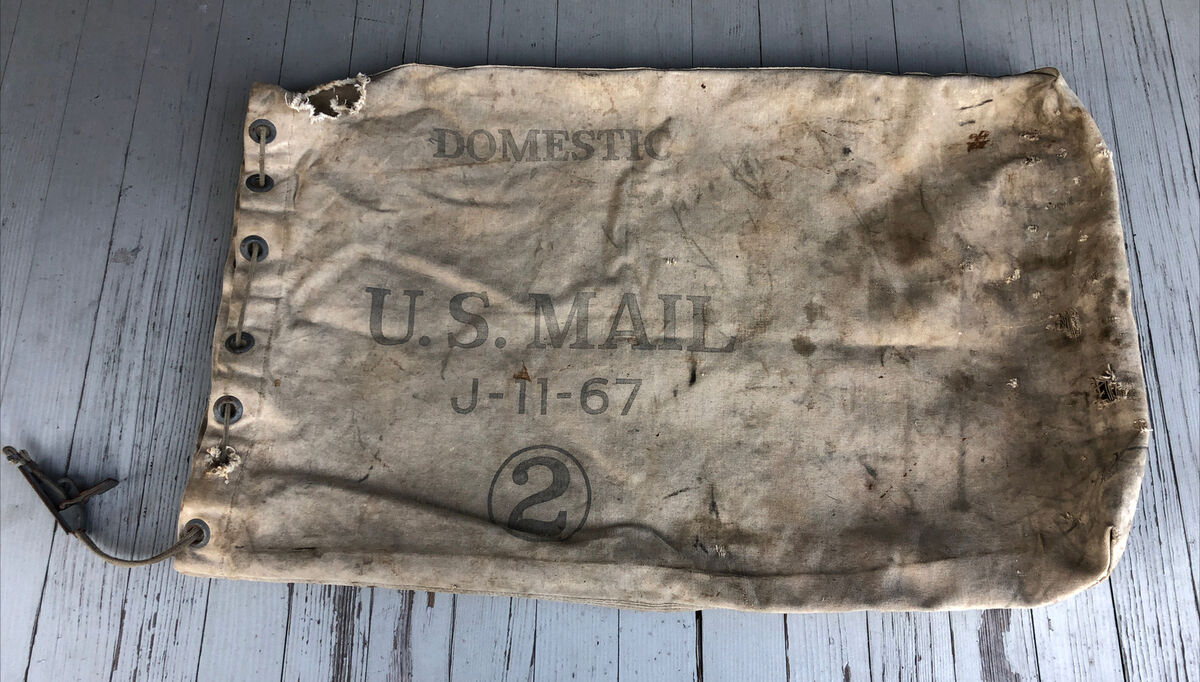 DOMESTIC
U.S. MAIL
J-11-67
2